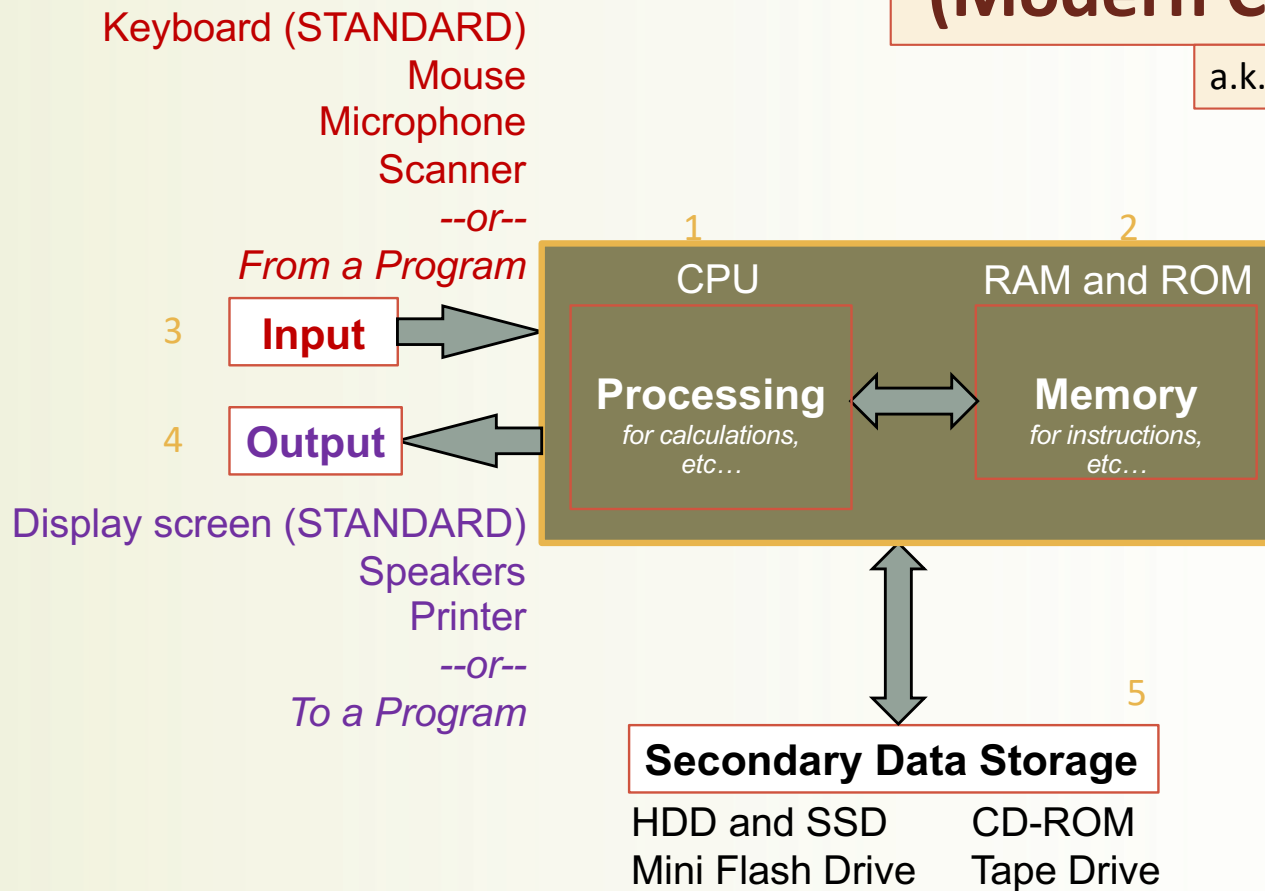 (Modern C
a.k.
Keyboard (STANDARD)
Mouse
Microphone
Scanner
--or--
From a Program
3
Input
4
Output
Display screen (STANDARD)
Speakers
Printer
--or--
To a Program
1
CPU
Processing
for calculations,
etc…
2
RAM and ROM
Memory
for instructions,
etc…
5
Secondary Data Storage
HDD and SSD CD-ROM
Mini Flash Drive Tape Drive